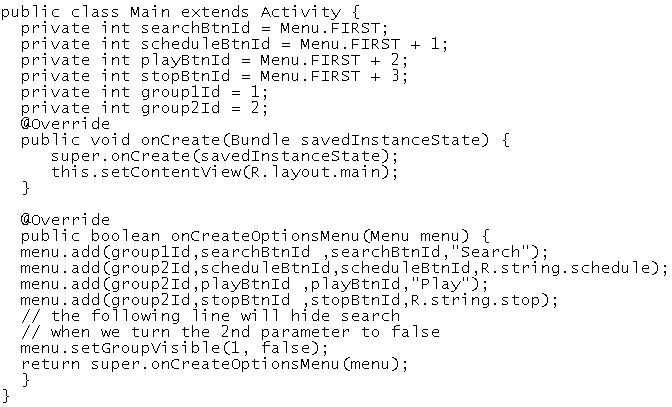 public class Main extends Activity {
private int searchBtnId = Menu.FIRST;
private int scheduleBtnId = Menu.FIRST + 1;
private int playBtnId = Menu.FIRST + 2;
private int stopBtnId = Menu.FIRST + 3;
private int group1Id = 1;
private int group2Id = 2;
@Override
public void onCreate(Bundle savedInstanceState) {
super.onCreate(savedInstanceState);
this.setContentView(R.layout.main);
}
@Override
public boolean onCreateOptionsMenu(Menu menu) {
menu.add(group1Id,searchBtnId ,searchBtnId,"Search");
menu.add(group2Id,scheduleBtnId,scheduleBtnId,R.string.schedule);
menu.add(group2Id,playBtnId ,playBtnId,"Play");
menu.add(group2Id,stopBtnId ,stopBtnId,R.string.stop);
// the following line will hide search
// when we turn the 2nd parameter to false
menu.setGroupVisible(1, false);
return super.onCreateOptionsMenu(menu);
}
}